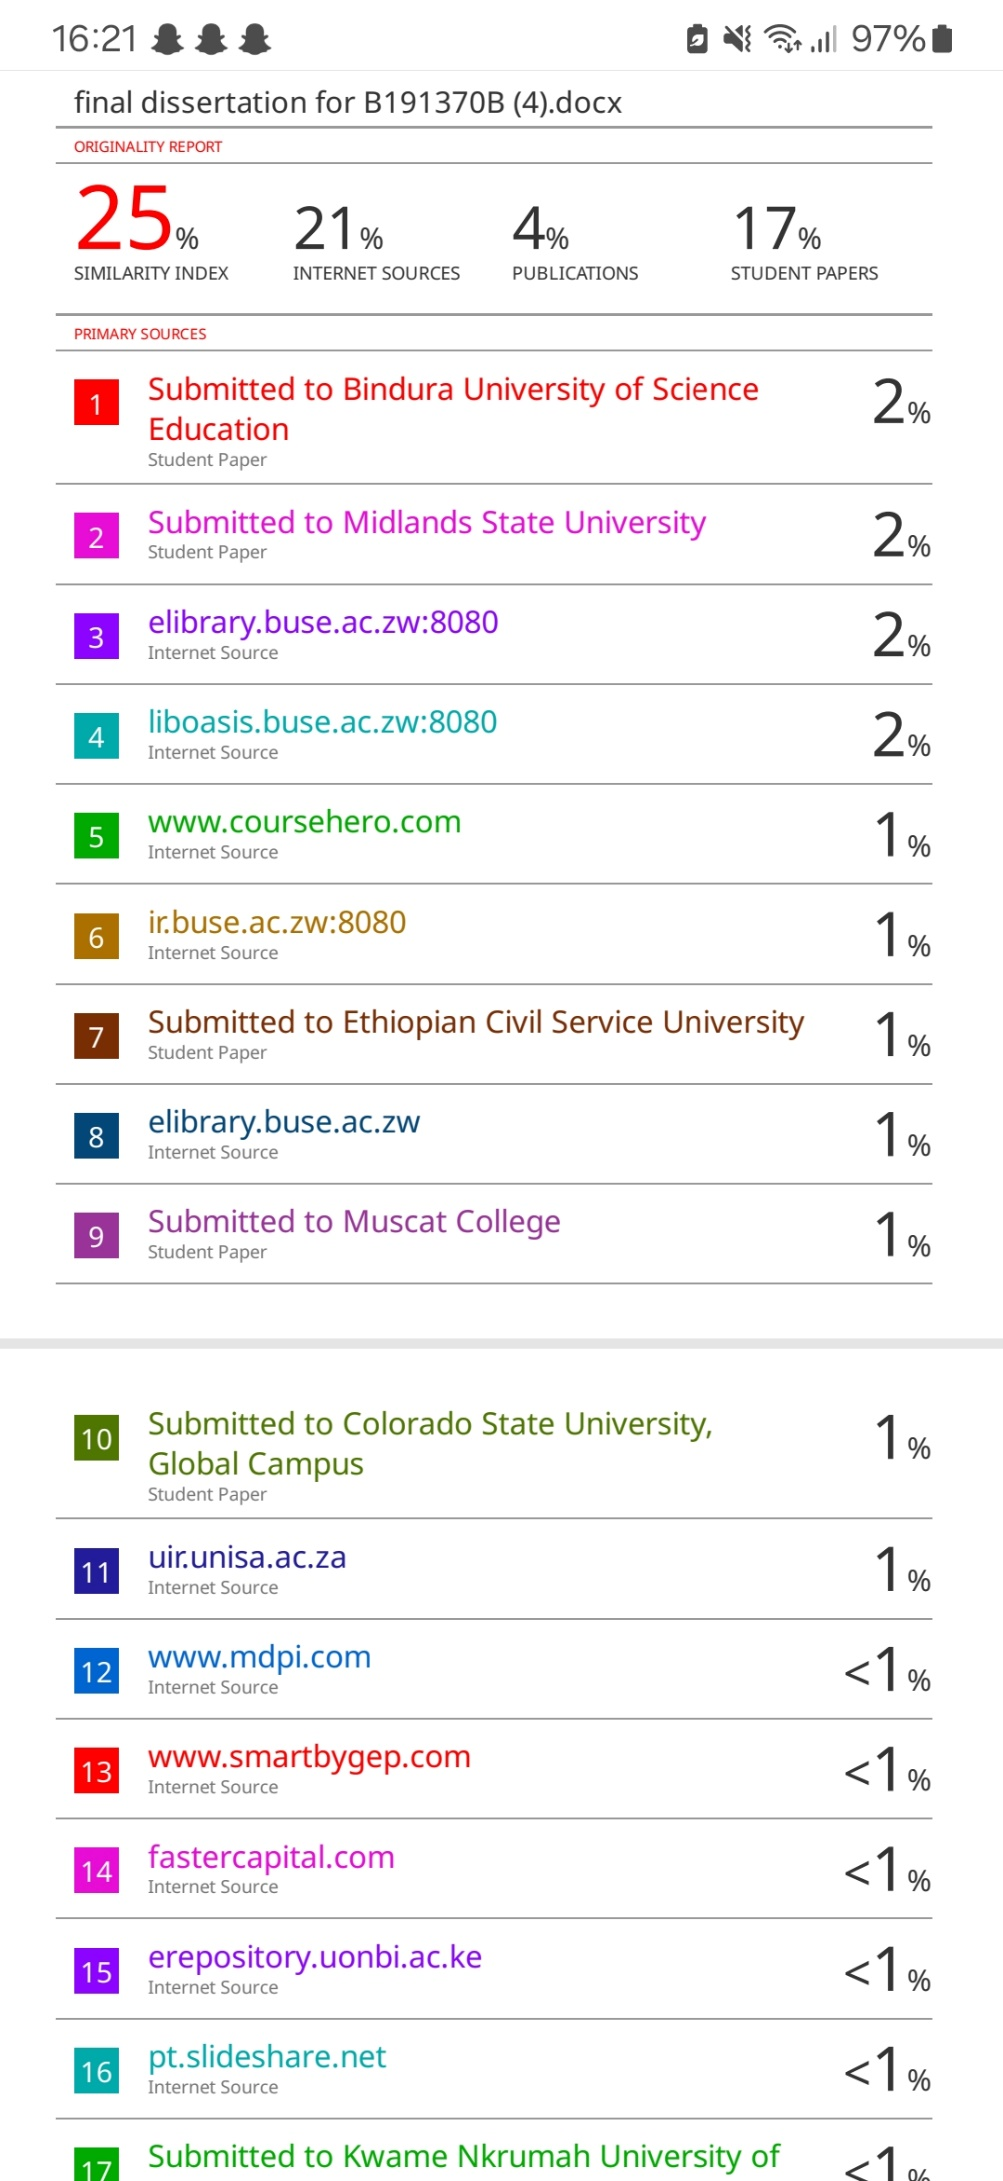 16:21
97%
final dissertation for B191370B (4).docx
ORIGINALITY REPORT
25%
21%
4%
17%
SIMILARITY INDEX
INTERNET SOURCES
PUBLICATIONS
STUDENT PAPERS
PRIMARY SOURCES
1
Submitted to Bindura University of Science
Education
Student Paper
2%
2
Submitted to Midlands State University
Student Paper
2%
3
elibrary.buse.ac.zw:8080
Internet Source
2%
4
liboasis.buse.ac.zw:8080
Internet Source
2%
5
www.coursehero.com
Internet Source
1%
6
ir.buse.ac.zw:8080
Internet Source
1%
7
Submitted to Ethiopian Civil Service University
Student Paper
1%
8
elibrary.buse.ac.zw
Internet Source
1%
9
Submitted to Muscat College
Student Paper
1%
10
Submitted to Colorado State University,
Global Campus
Student Paper
1%
11
uir.unisa.ac.za
Internet Source
1%
12
www.mdpi.com
Internet Source
<1%
13
www.smartbygep.com
Internet Source
<1%
14
fastercapital.com
Internet Source
<1%
15
erepository.uonbi.ac.ke
Internet Source
<1%
16
pt.slideshare.net
Internet Source
<1%
17
Submitted to Kwame Nkrumah University of
<1%